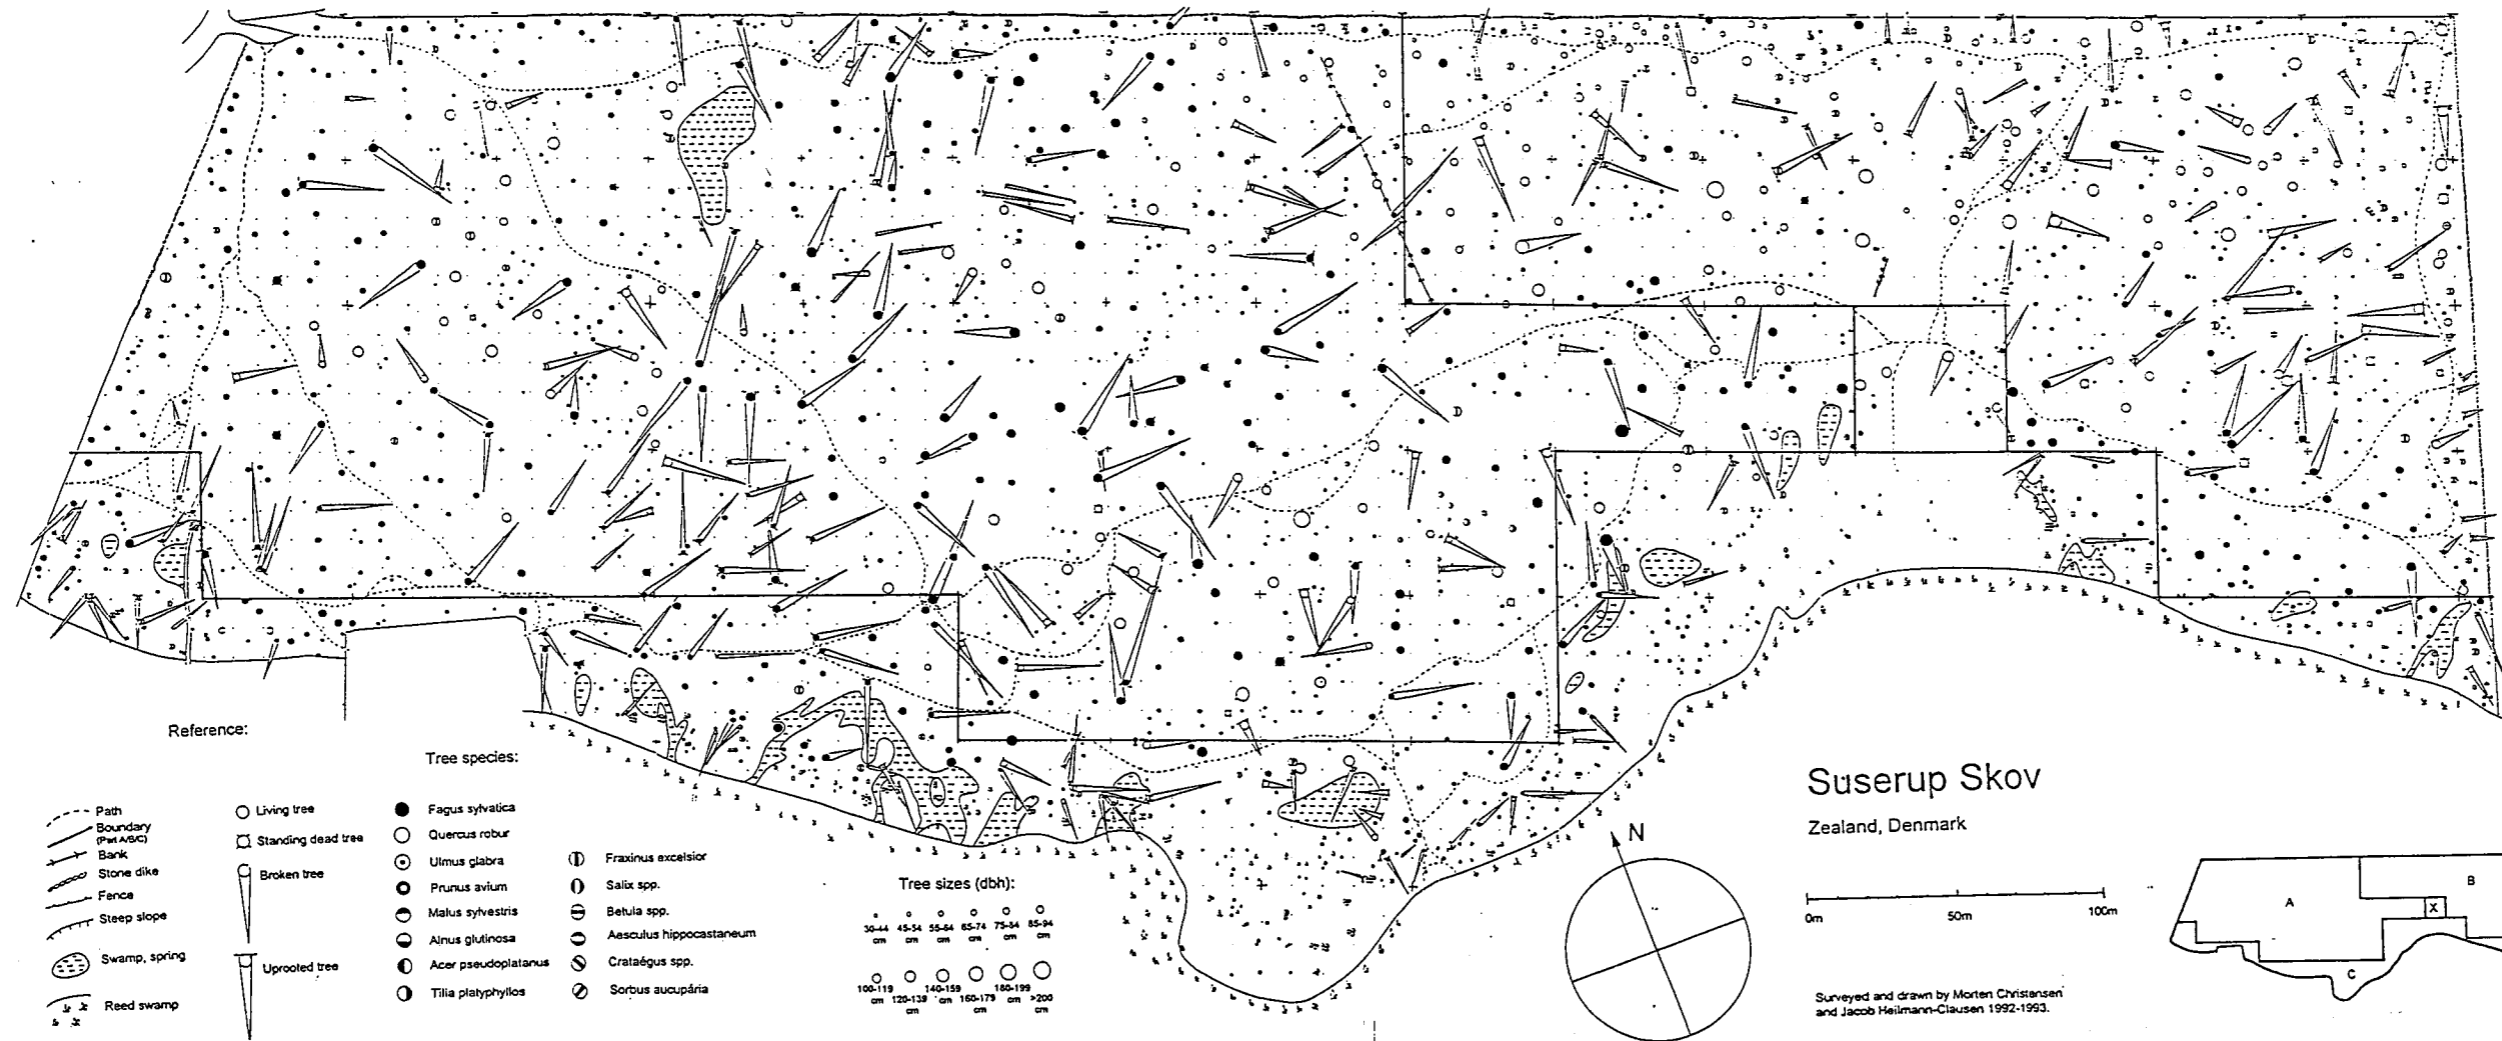 Reference:
Path
Boundary
(Part A/B/C)
Bank
Stone dike
Fence
Steep slope
Swamp, spring
Reed swamp
Living tree
Standing dead tree
Broken tree
Uprooted tree
Tree species:
Fagus sylvatica
Quercus robur
Ulmus glabra
Prunus avium
Malus sylvestris
Alnus glutinosa
Acer pseudoplatanus
Tilia platyphyllos
Fraxinus excelsior
Salix spp.
Betula spp.
Aesculus hippocastaneum
Crataégus spp.
Sorbus aucupária
Tree sizes (dbh):
30-44 45-54 55-64 65-74 75-84 85-94
cm cm cm cm cm cm
100-119 140-159 180-199
cm 120-139 cm 160-179 cm >200
cm cm cm
N
Suserup Skov
Zealand, Denmark
0m 50m 100m
Surveyed and drawn by Morten Christensen
and Jacob Heilmann-Clausen 1992-1993.
A
B
X
C